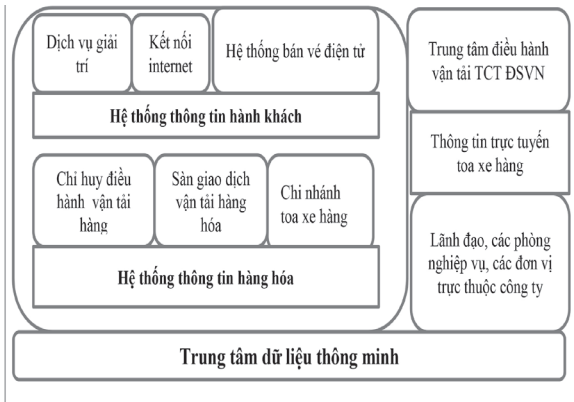 Dịch vụ giải
trí
Kết nối
internet
Hệ thống bán vé điện tử
Hệ thống thông tin hành khách
Chỉ huy điều
hành vận tải
hàng
Sàn giao dịch
vận tải hàng
hóa
Chi nhánh
toa xe hàng
Hệ thống thông tin hàng hóa
Trung tâm điều hành
vận tải TCT ĐSVN
Thông tin trực tuyến
toa xe hàng
Lãnh đạo, các phòng
nghiệp vụ, các đơn vị
trực thuộc công ty
Trung tâm dữ liệu thông minh